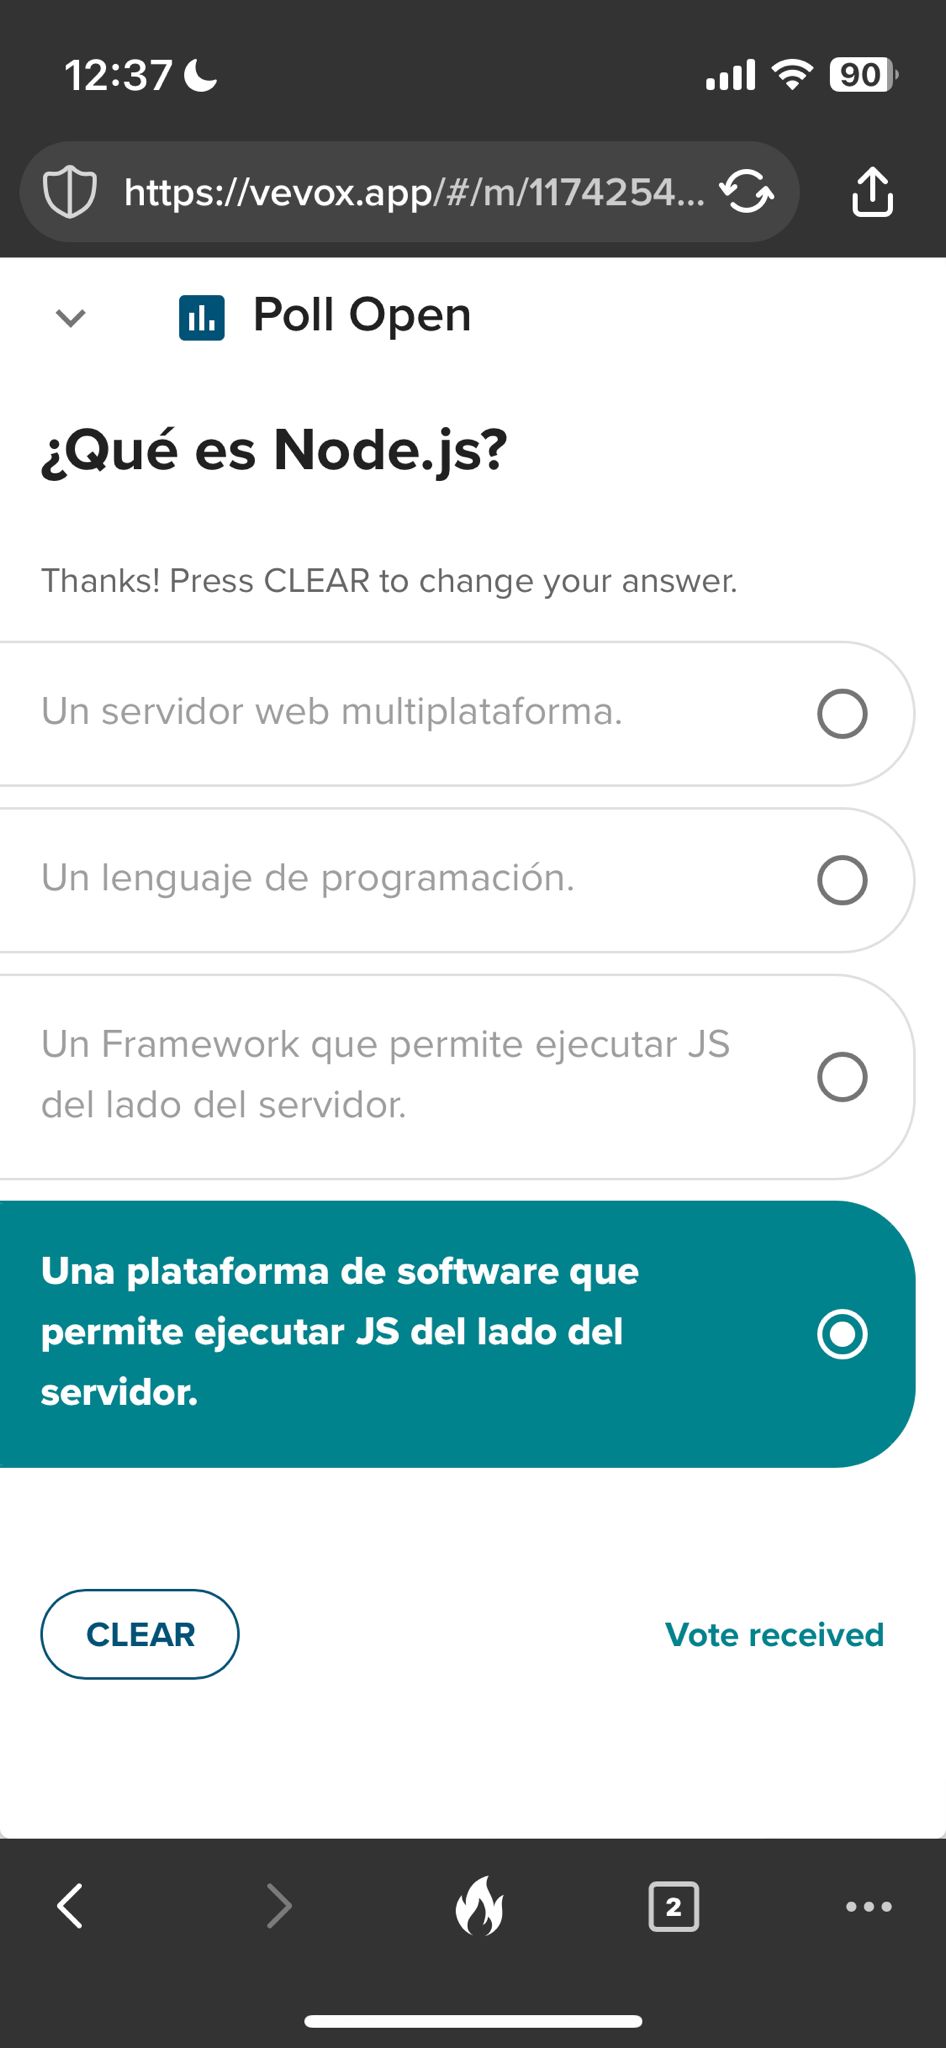 12:37
90
https://vevox.app/#/m/1174254...
Poll Open
¿Qué es Node.js?
Thanks! Press CLEAR to change your answer.
Un servidor web multiplataforma.
Un lenguaje de programación.
Un Framework que permite ejecutar JS
del lado del servidor.
Una plataforma de software que
permite ejecutar JS del lado del
servidor.
CLEAR
Vote received
2